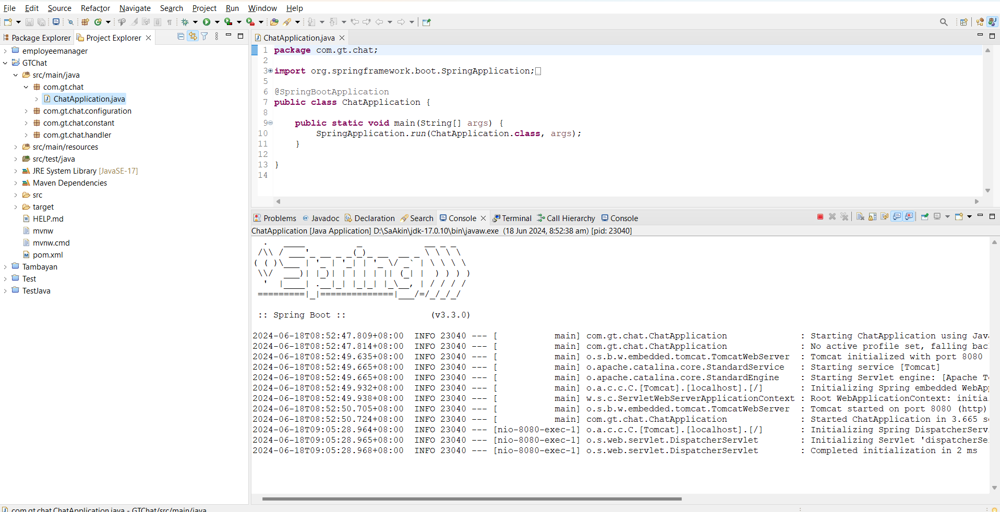 File Edit Source Refactor Navigate Search Project Run Window Help
Package Explorer Project Explorer
employeemanager
GTChat
src/main/java
com.gt.chat
ChatApplication.java
com.gt.chat.configuration
com.gt.chat.constant
com.gt.chat.handler
src/main/resources
src/test/java
JRE System Library [JavaSE-17]
Maven Dependencies
src
target
HELP.md
mvnw
mvnw.cmd
pom.xml
Tambayan
Test
TestJava
ChatApplication.java
1 package com.gt.chat;
2
3 import org.springframework.boot.SpringApplication;
5
6 @SpringBootApplication
7 public class ChatApplication {
8
9     public static void main(String[] args) {
10         SpringApplication.run(ChatApplication.class, args);
11     }
12
13 }
14
Problems Javadoc Declaration Search Console Terminal Call Hierarchy Console
ChatApplication [Java Application] D:\SaAkin\jdk-17.0.10\bin\javaw.exe (18 Jun 2024, 8:52:38 am) [pid: 23040]
  .   ____          _            __ _ _
 /\\ / ___'_ __ _ _(_)_ __  __ _ \ \ \ \
( ( )\___ | '_ | '_| | '_ \/ _` | \ \ \ \
 \\/  ___)| |_)| | | | | || (_| |  ) ) ) )
  '  |____| .__|_| |_|_| |_\__, | / / / /
 =========|_|==============|___/=/_/_/_/
 :: Spring Boot ::                (v3.3.0)
2024-06-18T08:52:47.809+08:00  INFO 23040 --- [           main] com.gt.chat.ChatApplication              : Starting ChatApplication using Jav
2024-06-18T08:52:47.814+08:00  INFO 23040 --- [           main] com.gt.chat.ChatApplication              : No active profile set, falling bac
2024-06-18T08:52:49.635+08:00  INFO 23040 --- [           main] o.s.b.w.embedded.tomcat.TomcatWebServer  : Tomcat initialized with port 8080
2024-06-18T08:52:49.665+08:00  INFO 23040 --- [           main] o.apache.catalina.core.StandardService   : Starting service [Tomcat]
2024-06-18T08:52:49.665+08:00  INFO 23040 --- [           main] o.apache.catalina.core.StandardEngine    : Starting Servlet engine: [Apache T
2024-06-18T08:52:49.932+08:00  INFO 23040 --- [           main] o.a.c.c.C.[Tomcat].[localhost].[/]       : Initializing Spring embedded WebAp
2024-06-18T08:52:49.938+08:00  INFO 23040 --- [           main] w.s.c.ServletWebServerApplicationContext : Root WebApplicationContext: initia
2024-06-18T08:52:50.705+08:00  INFO 23040 --- [           main] o.s.b.w.embedded.tomcat.TomcatWebServer  : Tomcat started on port 8080 (http)
2024-06-18T08:52:50.724+08:00  INFO 23040 --- [           main] com.gt.chat.ChatApplication              : Started ChatApplication in 3.665 s
2024-06-18T09:05:28.964+08:00  INFO 23040 --- [nio-8080-exec-1] o.a.c.c.C.[Tomcat].[localhost].[/]       : Initializing Spring DispatcherServ
2024-06-18T09:05:28.965+08:00  INFO 23040 --- [nio-8080-exec-1] o.s.web.servlet.DispatcherServlet        : Initializing Servlet 'dispatcherSe
2024-06-18T09:05:28.968+08:00  INFO 23040 --- [nio-8080-exec-1] o.s.web.servlet.DispatcherServlet        : Completed initialization in 2 ms
com.gt.chat.ChatApplication.java - GTChat/src/main/java